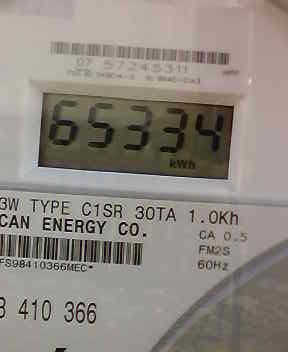 07 57245311
65334
kWh
3W TYPE C1SR 30TA 1.0Kh
CAN ENERGY CO.
CA 0.5
FM2S
FS98410366MEC*
60Hz
410 366